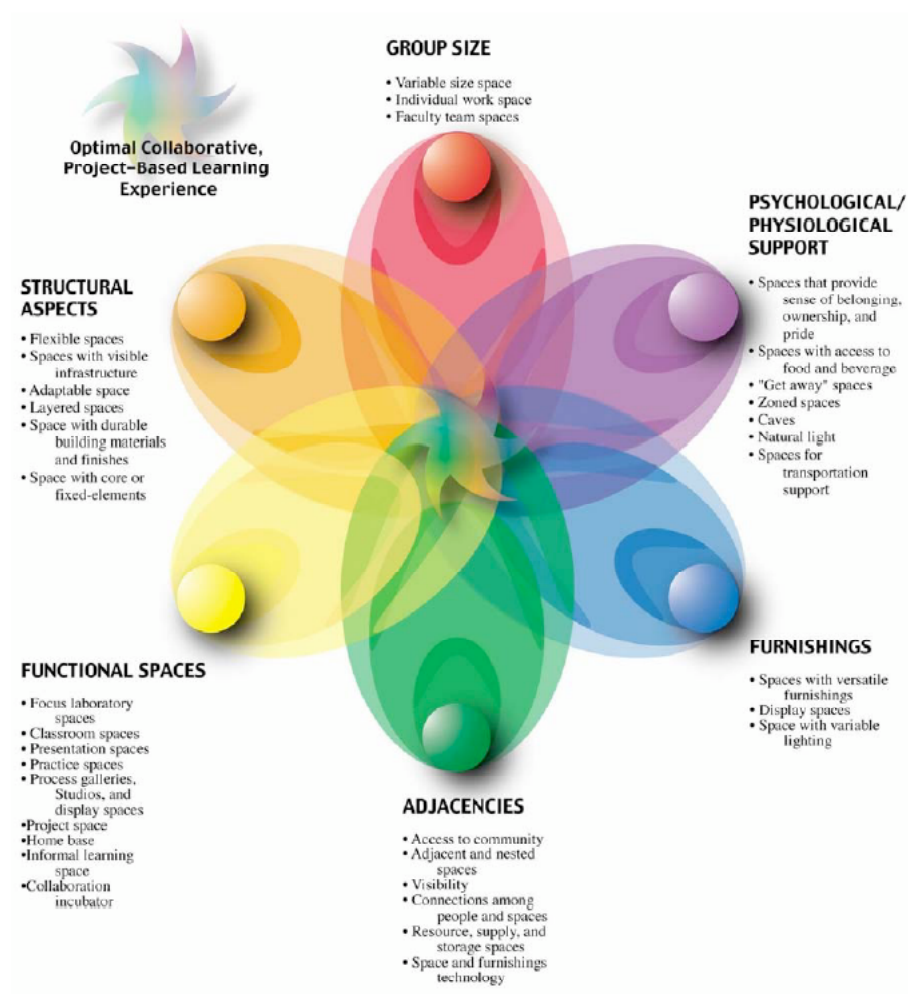 Optimal Collaborative,
Project-Based Learning
Experience
GROUP SIZE
• Variable size space
• Individual work space
• Faculty team spaces
PSYCHOLOGICAL/
PHYSIOLOGICAL
SUPPORT
• Spaces that provide
sense of belonging,
ownership, and
pride
• Spaces with access to
food and beverage
• "Get away" spaces
• Zoned spaces
• Caves
• Natural light
• Spaces for
transportation
support
STRUCTURAL
ASPECTS
• Flexible spaces
• Spaces with visible
infrastructure
• Adaptable space
• Layered spaces
• Space with durable
building materials
and finishes
• Space with core or
fixed-elements
FURNISHINGS
• Spaces with versatile
furnishings
• Display spaces
• Space with variable
lighting
FUNCTIONAL SPACES
• Focus laboratory
spaces
• Classroom spaces
• Presentation spaces
• Practice spaces
• Process galleries,
Studios, and
display spaces
•Project space
•Home base
•Informal learning
space
•Collaboration
incubator
ADJACENCIES
• Access to community
• Adjacent and nested
spaces
• Visibility
• Connections among
people and spaces
• Resource, supply, and
storage spaces
• Space and furnishings
technology